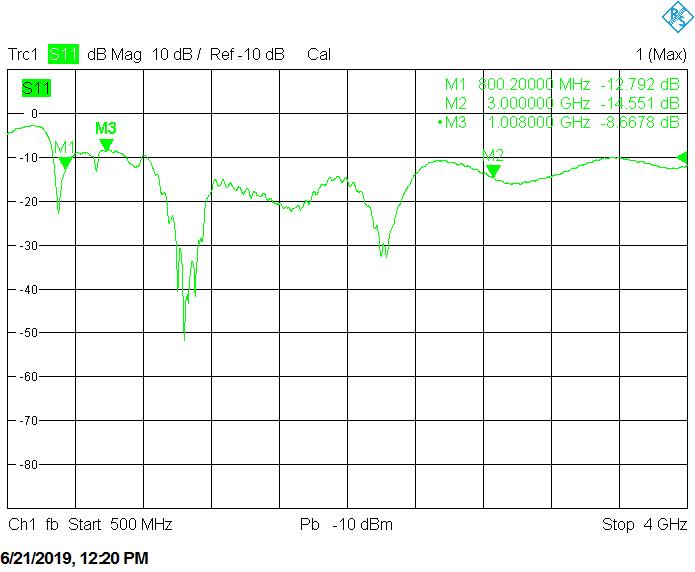 R&S
Trc1 S11 dB Mag 10 dB / Ref -10 dB Cal 1 (Max)
S11
M1 800.20000 MHz -12.792 dB
M2 3.000000 GHz -14.551 dB
•M3 1.008000 GHz -8.6678 dB
0
M1 M3
M2
-10
-20
-30
-40
-50
-60
-70
-80
Ch1 fb Start 500 MHz Pb -10 dBm Stop 4 GHz
6/21/2019, 12:20 PM